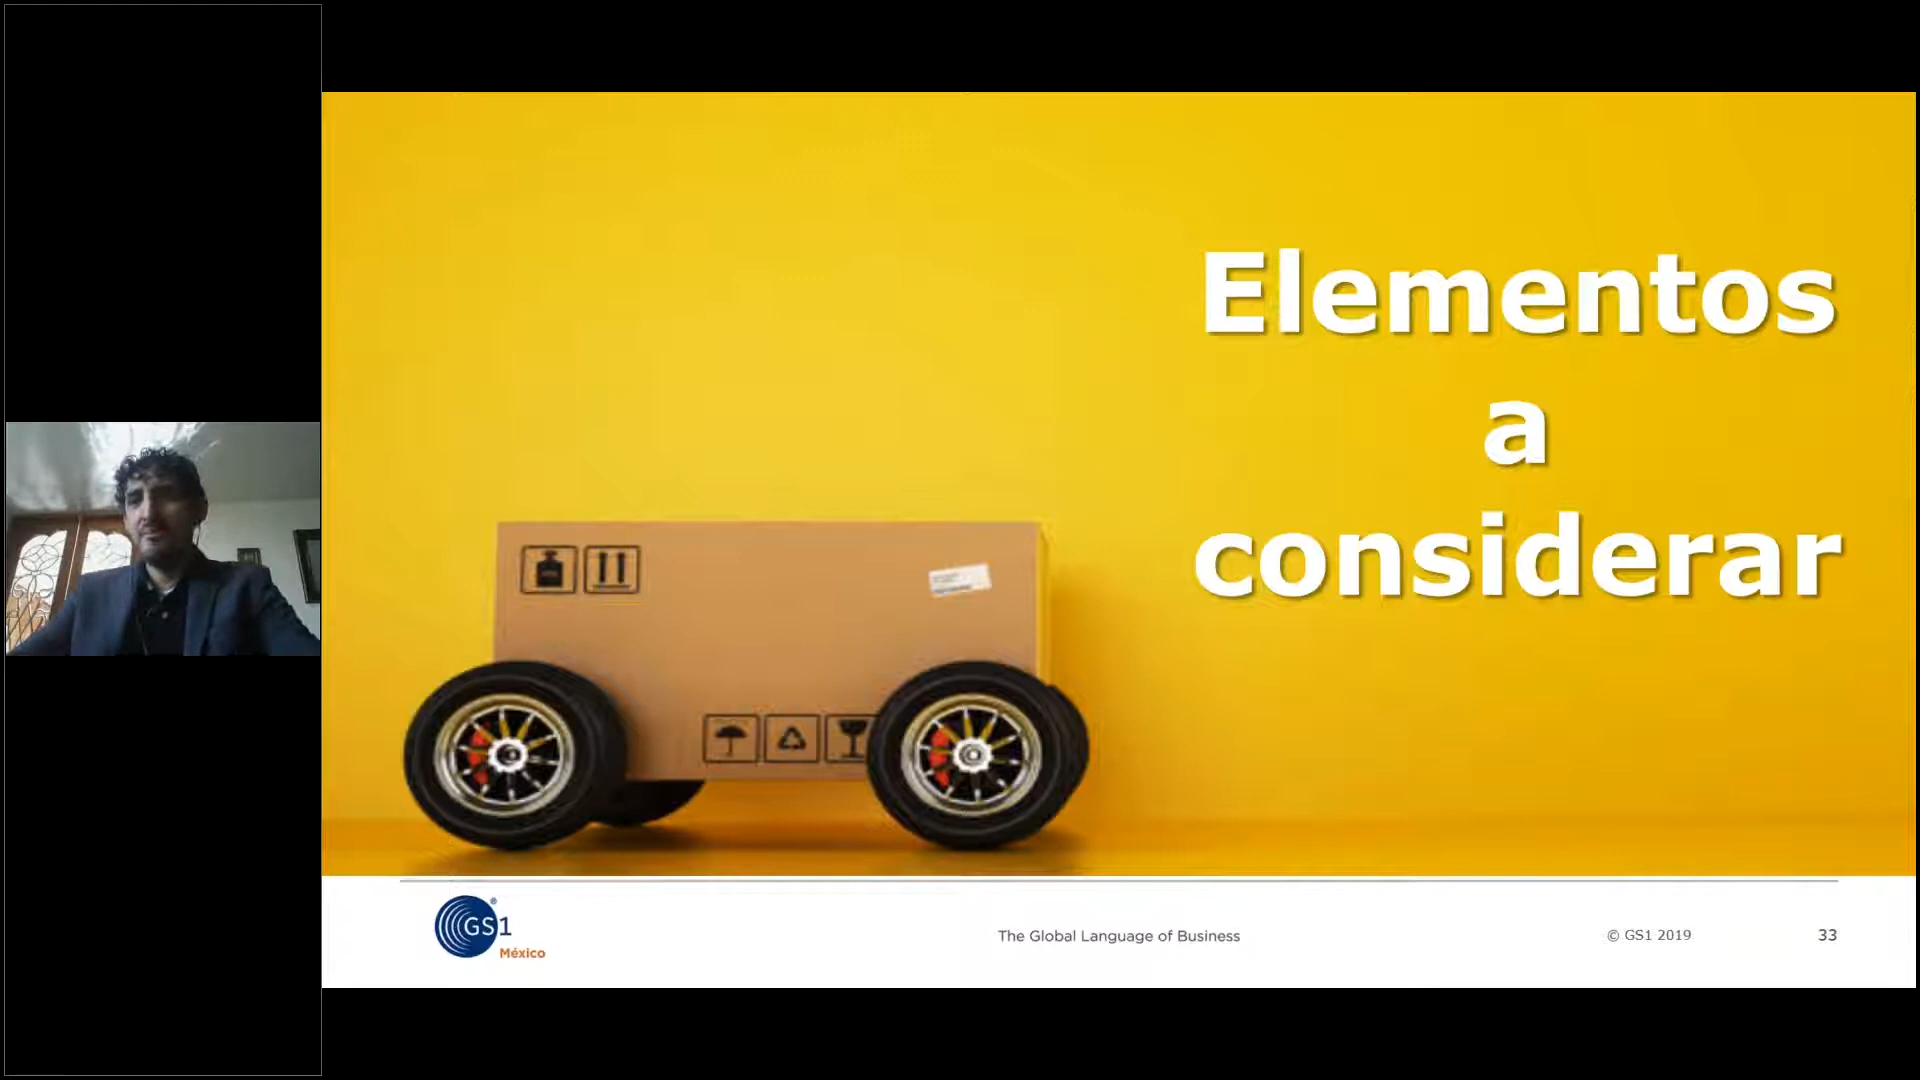 Elementos
a
considerar
GS1
México
The Global Language of Business
© GS1 2019
33